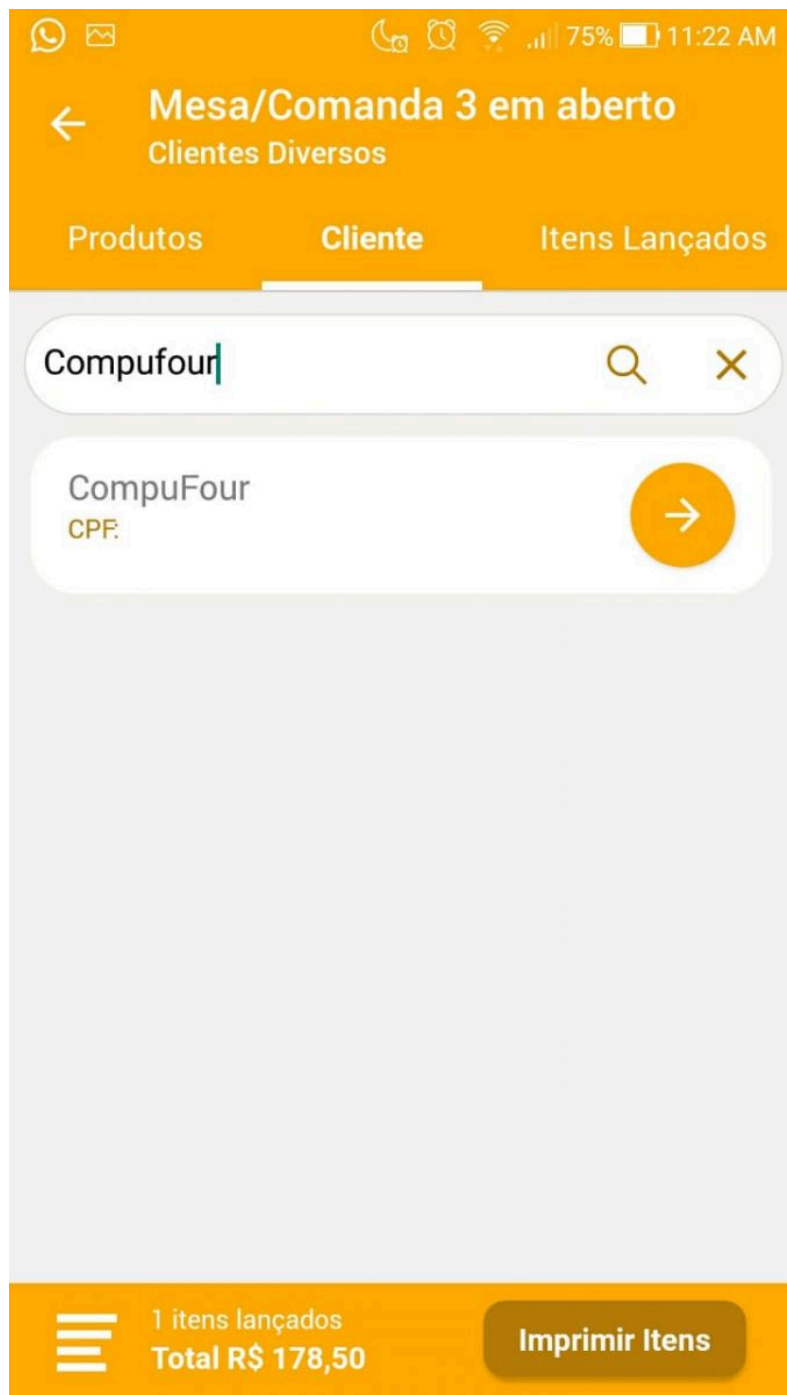 75% 11:22 AM
Mesa/Comanda 3 em aberto
Clientes Diversos
Produtos Cliente Itens Lançados
Compufour
CompuFour
CPF:
1 itens lançados
Total R$ 178,50
Imprimir Itens